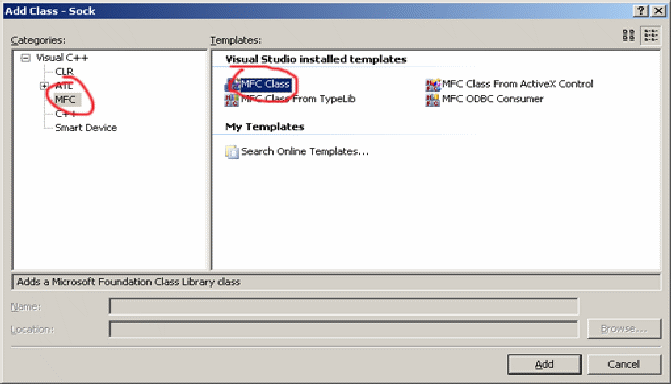 Add Class - Sock
Categories:
Templates:
Visual C++
CLR
ATL
MFC
C++
Smart Device
Visual Studio installed templates
MFC Class
MFC Class From ActiveX Control
MFC Class From TypeLib
MFC ODBC Consumer
My Templates
Search Online Templates...
Adds a Microsoft Foundation Class Library class
Name:
Location:
Browse...
Add
Cancel